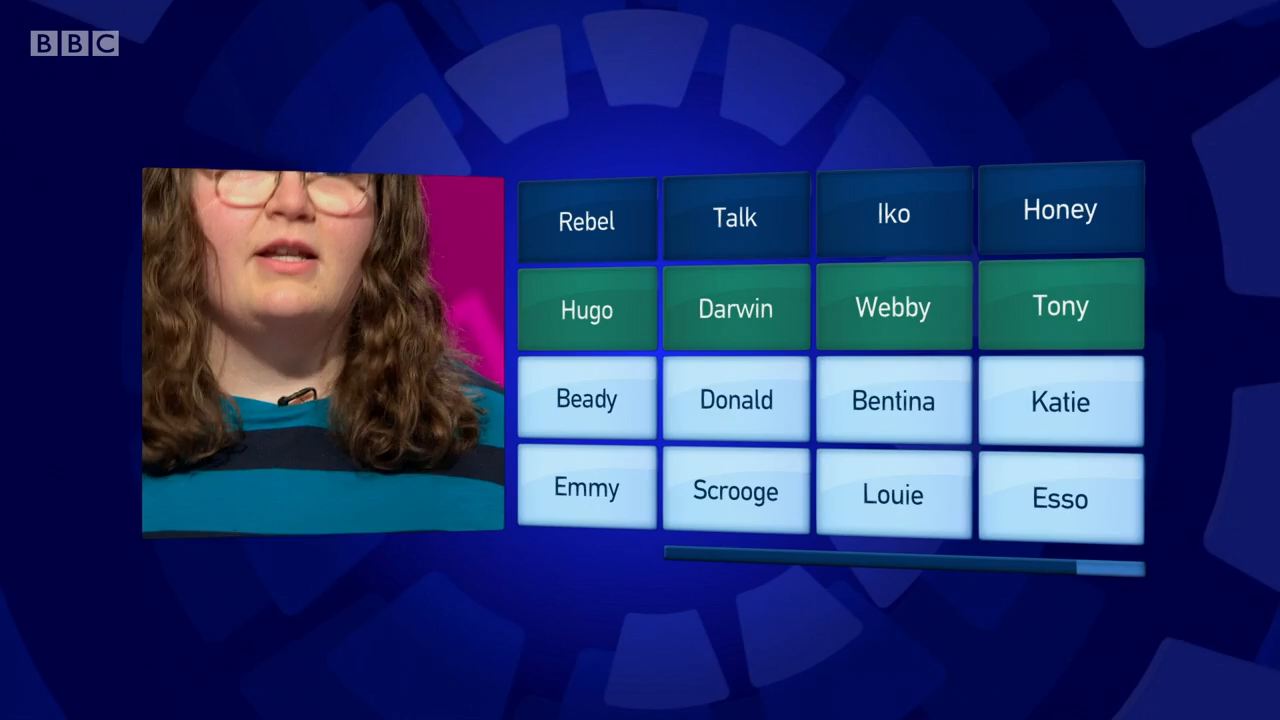 BBC
Rebel Talk Iko Honey
Hugo Darwin Webby Tony
Beady Donald Bentina Katie
Emmy Scrooge Louie Esso